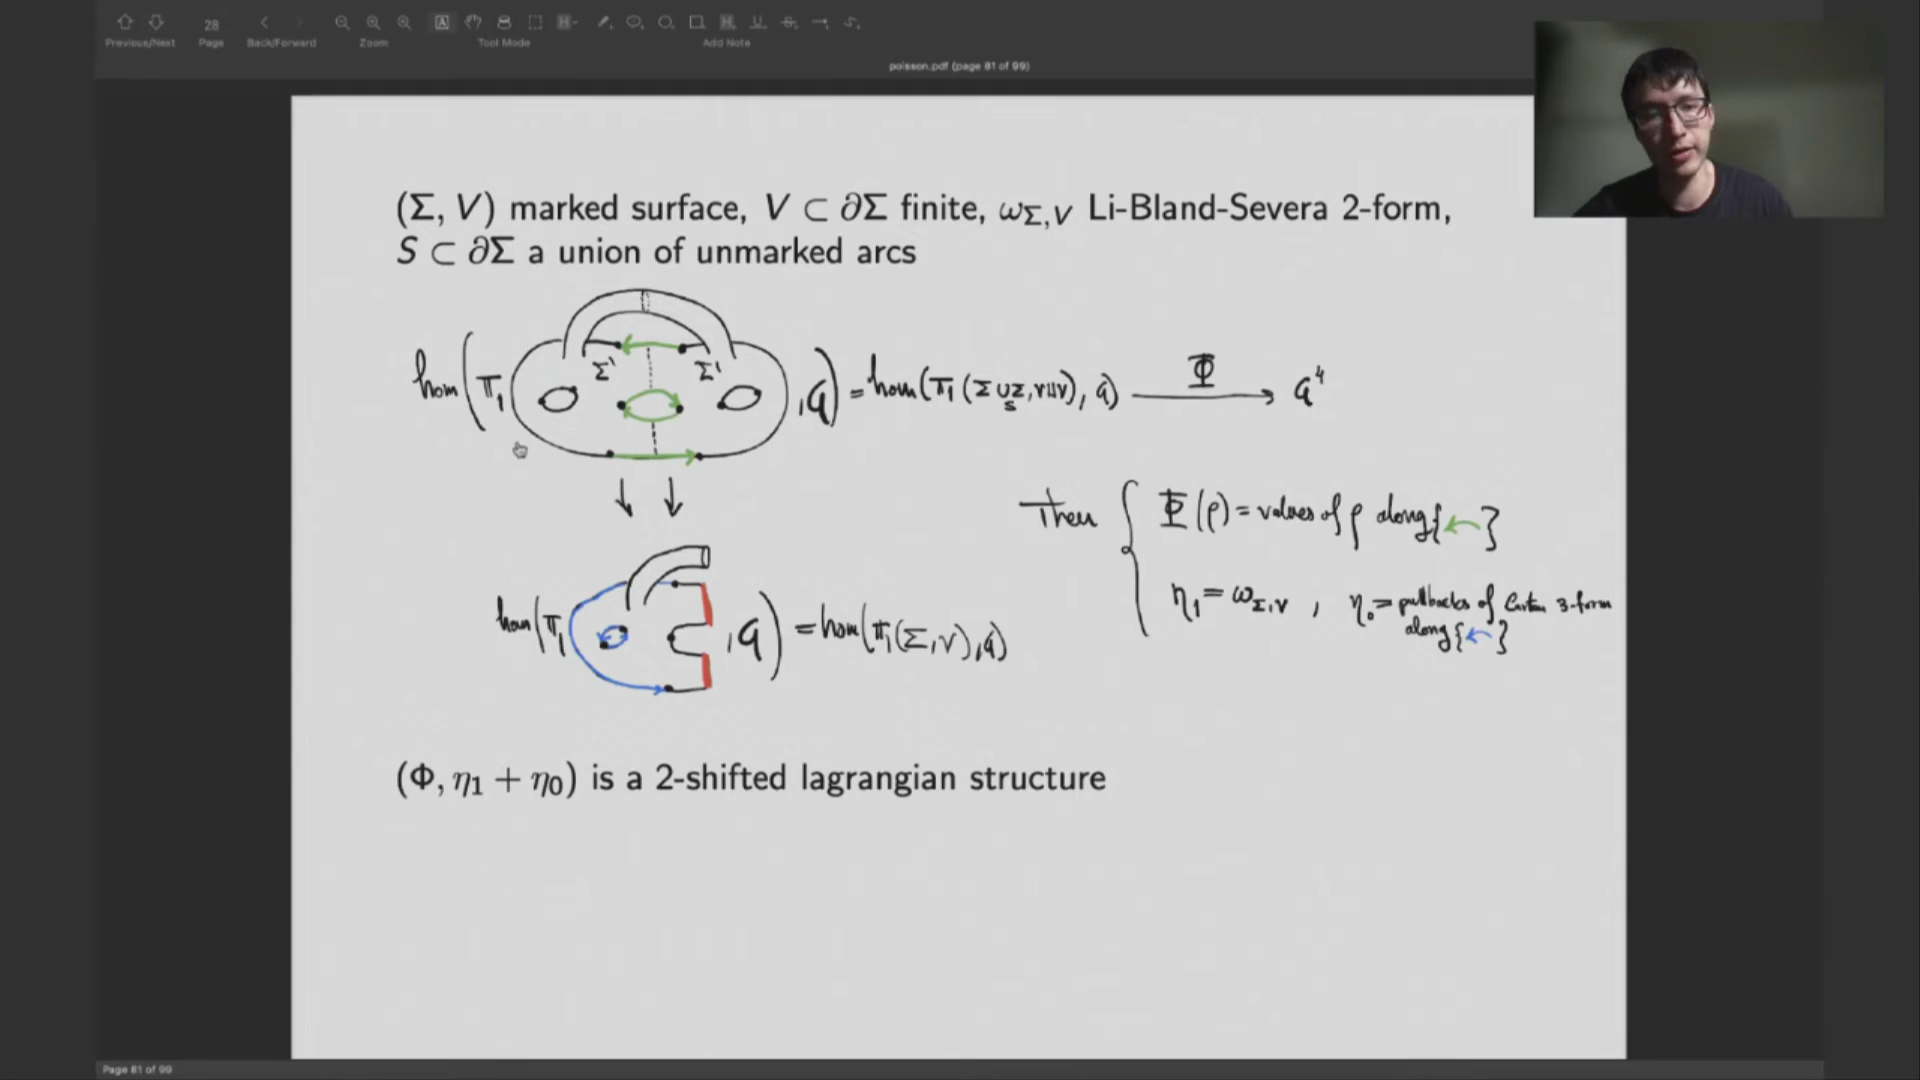 28
Previous/Next
Page
Back/Forward
Zoom
Tool Mode
Add Note
poisson.pdf (page 81 of 99)
(Σ, V) marked surface, V ⊂ ∂Σ finite, ω_{Σ,V} Li-Bland-Severa 2-form,
S ⊂ ∂Σ a union of unmarked arcs
hom(π₁ Σ' Σ' , G) = hom(π₁(Σ ∪_S Σ, V⊔V), G) Φ → G⁴
Then { Φ(ρ) = values of ρ along { ← }
hom(π₁ , G) = hom(π₁(Σ,V), G)
η₁ = ω_{Σ,V} , η₀ = pullbacks of Cartan 3-form
along { ← }
(Φ, η₁ + η₀) is a 2-shifted lagrangian structure
Page 81 of 99